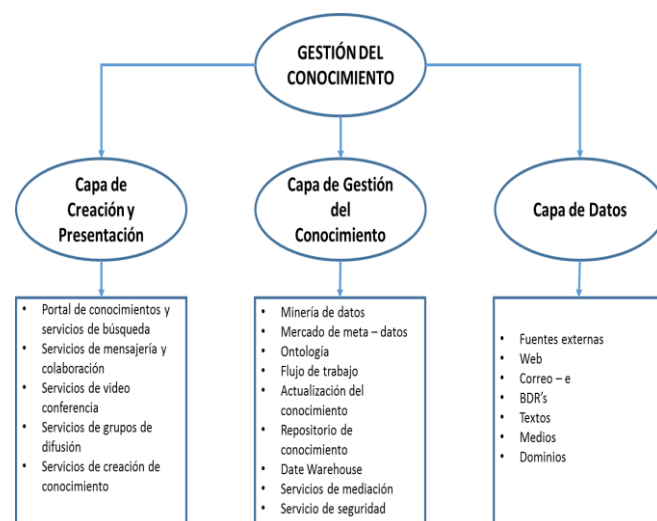 GESTIÓN DEL
CONOCIMIENTO
Capa de
Creación y
Presentación
Capa de Gestión
del
Conocimiento
Capa de Datos
• Portal de conocimientos y
servicios de búsqueda
• Servicios de mensajería y
colaboración
• Servicios de video
conferencia
• Servicios de grupos de
difusión
• Servicios de creación de
conocimiento
• Minería de datos
• Mercado de meta – datos
• Ontología
• Flujo de trabajo
• Actualización del
conocimiento
• Repositorio de
conocimiento
• Date Warehouse
• Servicios de mediación
• Servicio de seguridad
• Fuentes externas
• Web
• Correo – e
• BDR's
• Textos
• Medios
• Dominios